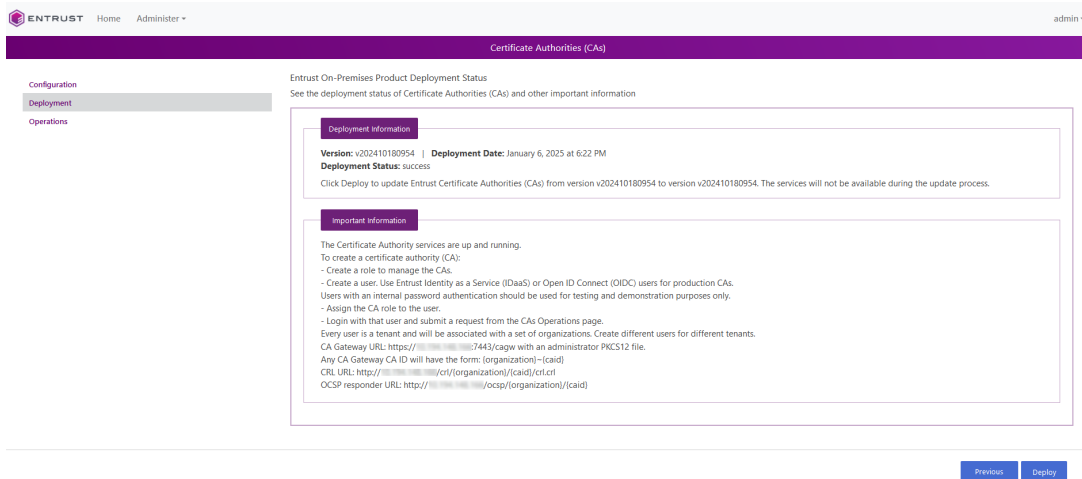 ENTRUST Home Administer admin
Certificate Authorities (CAs)
Configuration
Deployment
Operations
Entrust On-Premises Product Deployment Status
See the deployment status of Certificate Authorities (CAs) and other important information
Deployment Information
Version: v202410180954 | Deployment Date: January 6, 2025 at 6:22 PM
Deployment Status: success
Click Deploy to update Entrust Certificate Authorities (CAs) from version v202410180954 to version v202410180954. The services will not be available during the update process.
Important Information
The Certificate Authority services are up and running.
To create a certificate authority (CA):
- Create a role to manage the CAs.
- Create a user. Use Entrust Identity as a Service (IDaaS) or Open ID Connect (OIDC) users for production CAs.
Users with an internal password authentication should be used for testing and demonstration purposes only.
- Assign the CA role to the user.
- Login with that user and submit a request from the CAs Operations page.
Every user is a tenant and will be associated with a set of organizations. Create different users for different tenants.
CA Gateway URL: https:// :7443/cagw with an administrator PKCS12 file.
Any CA Gateway CA ID will have the form: {organization}~{caid}
CRL URL: http:// /crl/{organization}/{caid}/crl.crl
OCSP responder URL: http:// /ocsp/{organization}/{caid}
Previous Deploy